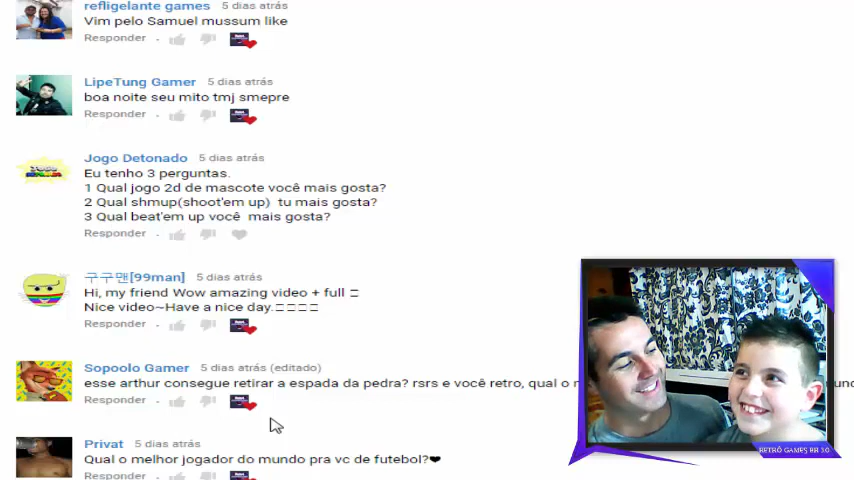 refligelante games 5 dias atrás
Vim pelo Samuel mussum like
Responder
LipeTung Gamer 5 dias atrás
boa noite seu mito tmj smepre
Responder
Jogo Detonado 5 dias atrás
Eu tenho 3 perguntas.
1 Qual jogo 2d de mascote você mais gosta?
2 Qual shmup(shoot'em up) tu mais gosta?
3 Qual beat'em up você mais gosta?
Responder
구구맨[99man] 5 dias atrás
Hi, my friend Wow amazing video + full
Nice video~Have a nice day.
Responder
Sopoolo Gamer 5 dias atrás (editado)
esse arthur consegue retirar a espada da pedra? rsrs e você retro, qual o
Responder
Privat 5 dias atrás
Qual o melhor jogador do mundo pra vc de futebol?❤
Responder
RETRÔ GAMES BR 3.0